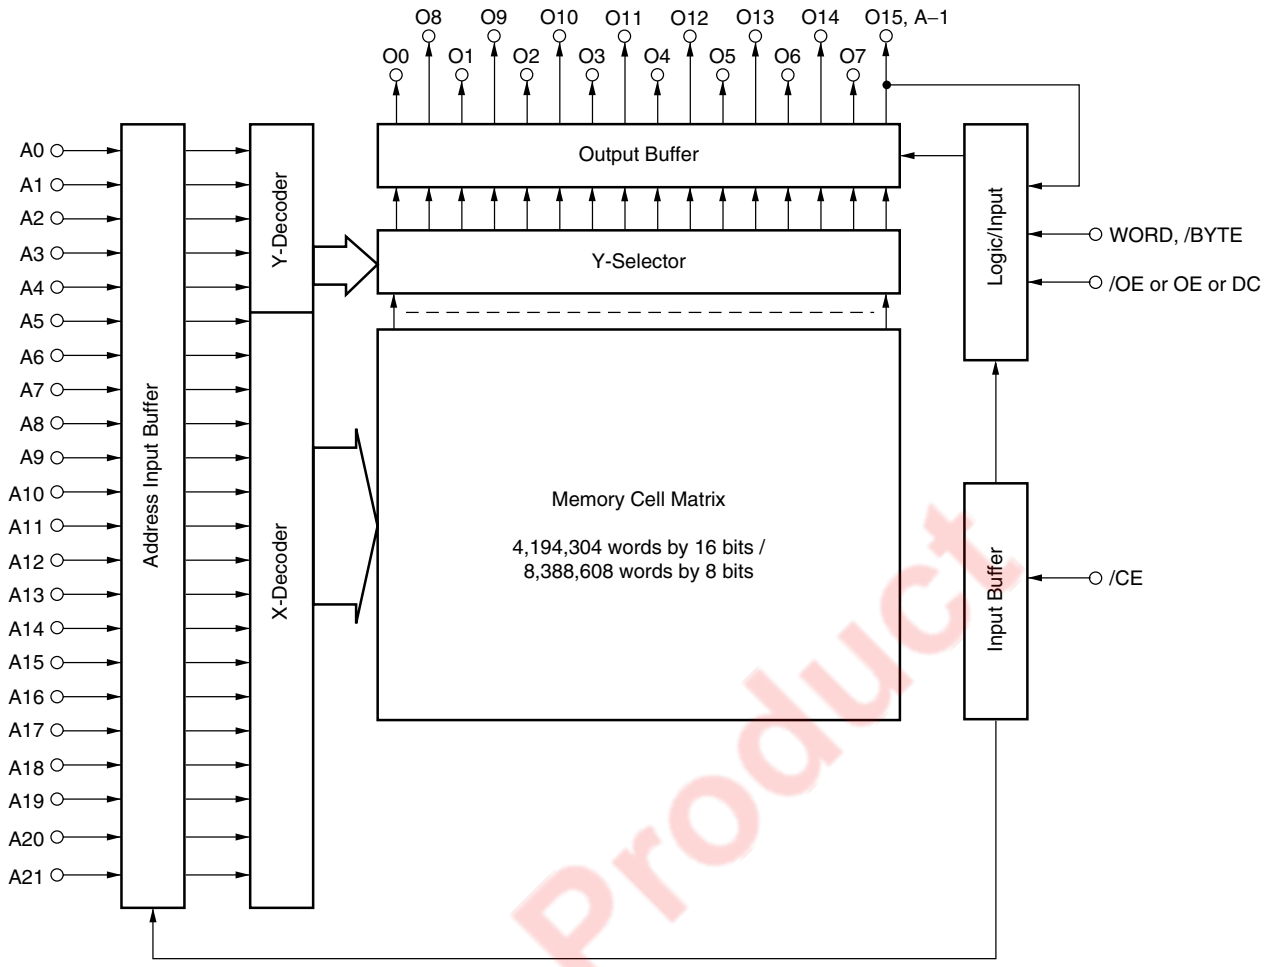 O8 O9 O10 O11 O12 O13 O14 O15, A–1
O0 O1 O2 O3 O4 O5 O6 O7
A0
A1
A2
A3
A4
A5
A6
A7
A8
A9
A10
A11
A12
A13
A14
A15
A16
A17
A18
A19
A20
A21
Address Input Buffer
Y-Decoder
X-Decoder
Output Buffer
Y-Selector
Memory Cell Matrix
4,194,304 words by 16 bits /
8,388,608 words by 8 bits
Logic/Input
WORD, /BYTE
/OE or OE or DC
Input Buffer
/CE
Product